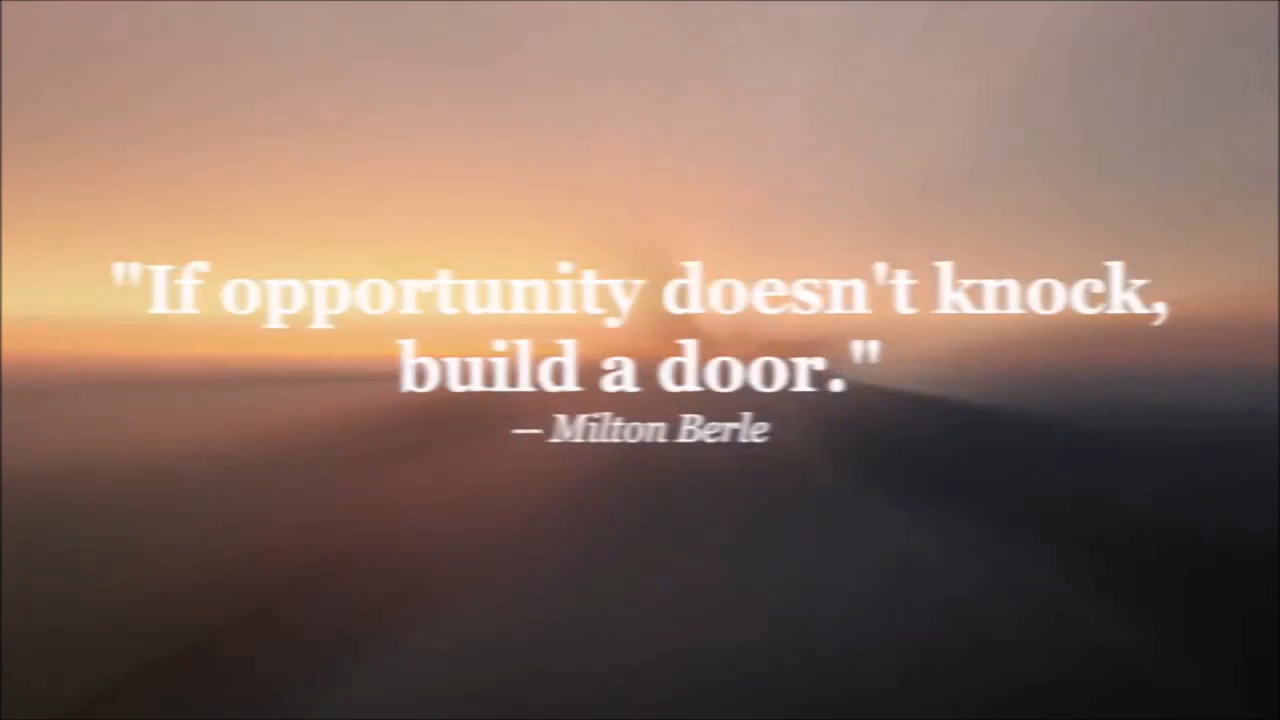 "If opportunity doesn't knock,
build a door."
– Milton Berle